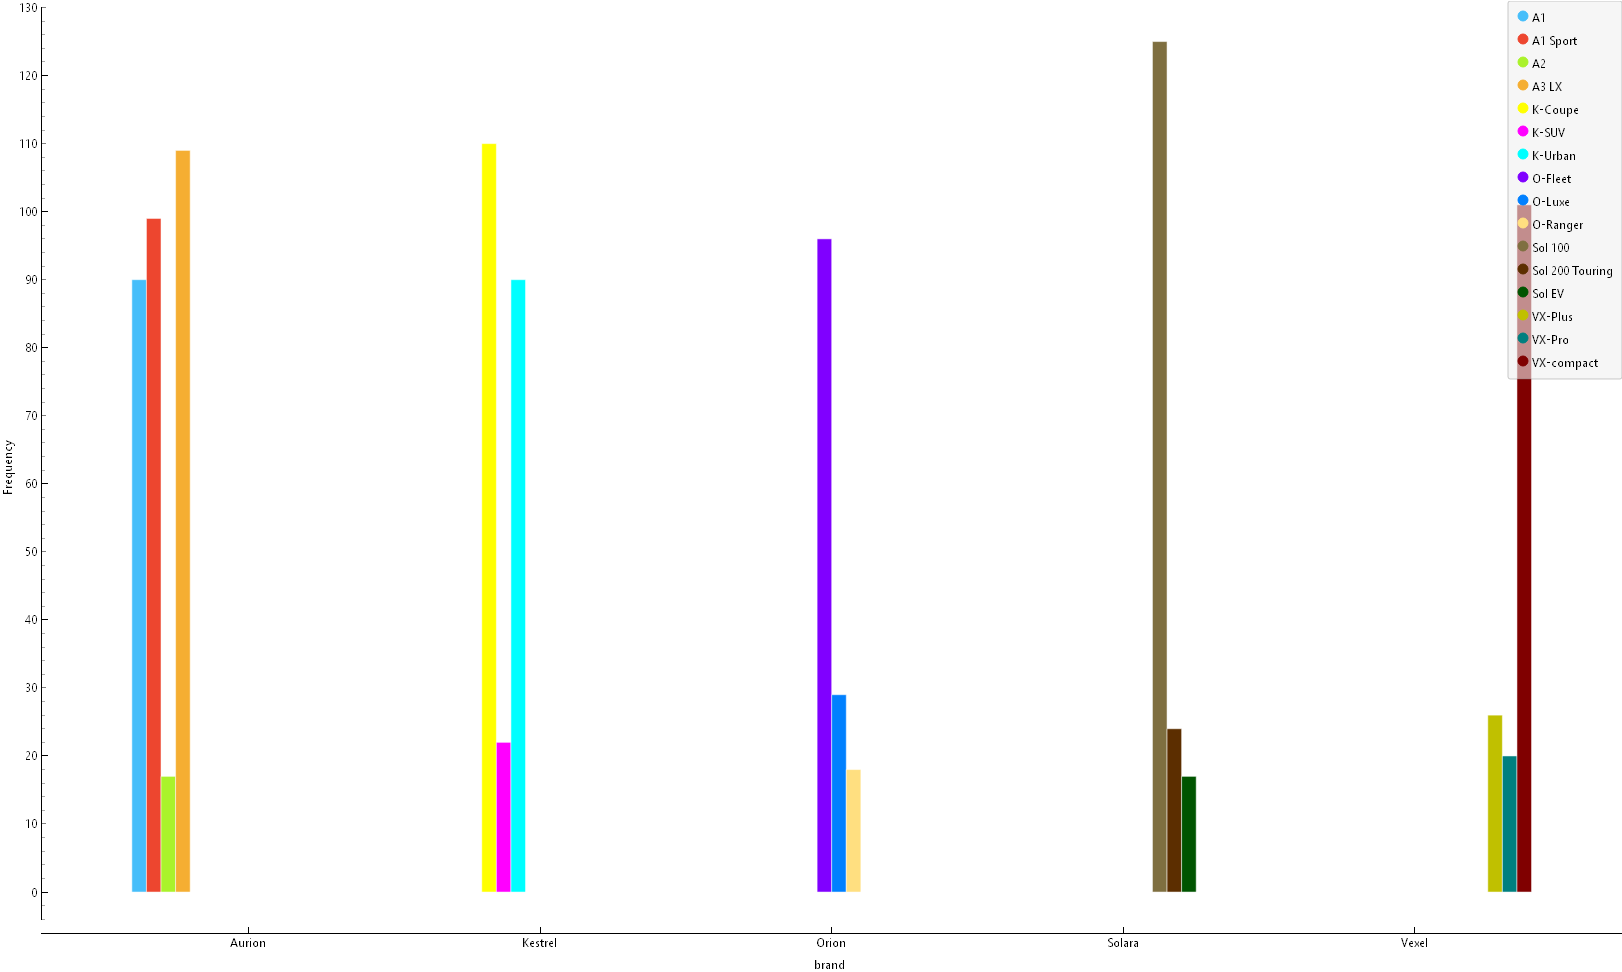 130
120
110
100
90
80
70
60
50
40
30
20
10
0
Frequency
Aurion
Kestrel
Orion
Solara
Vexel
brand
A1
A1 Sport
A2
A3 LX
K-Coupe
K-SUV
K-Urban
O-Fleet
O-Luxe
O-Ranger
Sol 100
Sol 200 Touring
Sol EV
VX-Plus
VX-Pro
VX-compact